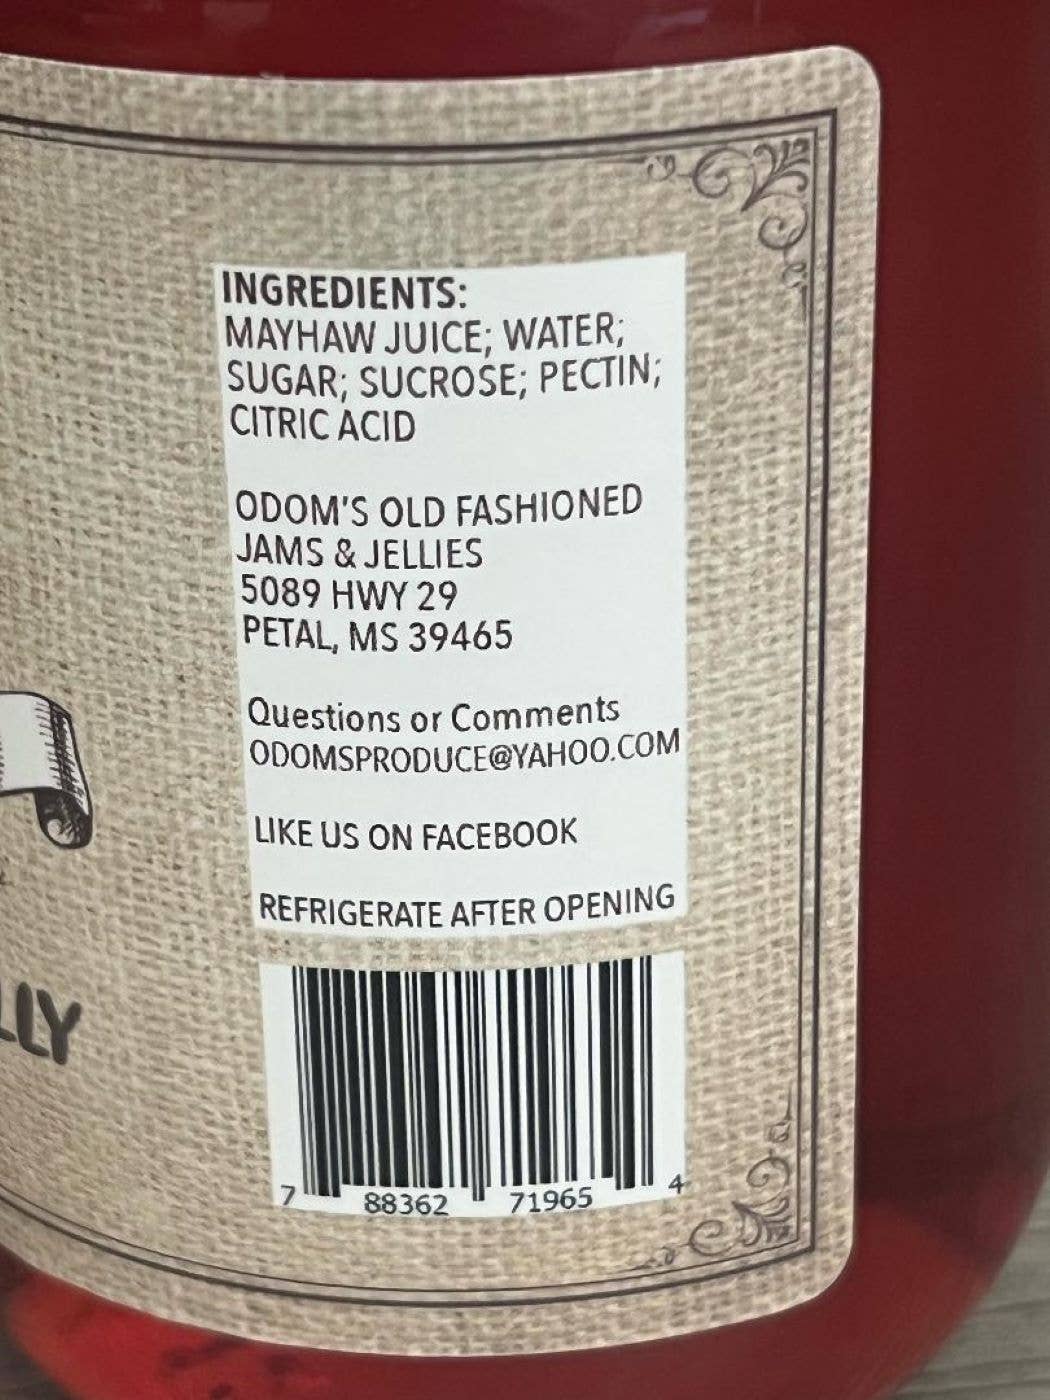 INGREDIENTS:
MAYHAW JUICE; WATER;
SUGAR; SUCROSE; PECTIN;
CITRIC ACID
ODOM'S OLD FASHIONED
JAMS & JELLIES
5089 HWY 29
PETAL, MS 39465
Questions or Comments
ODOMSPRODUCE@YAHOO.COM
LIKE US ON FACEBOOK
REFRIGERATE AFTER OPENING
LLY
7 88362 71965 4